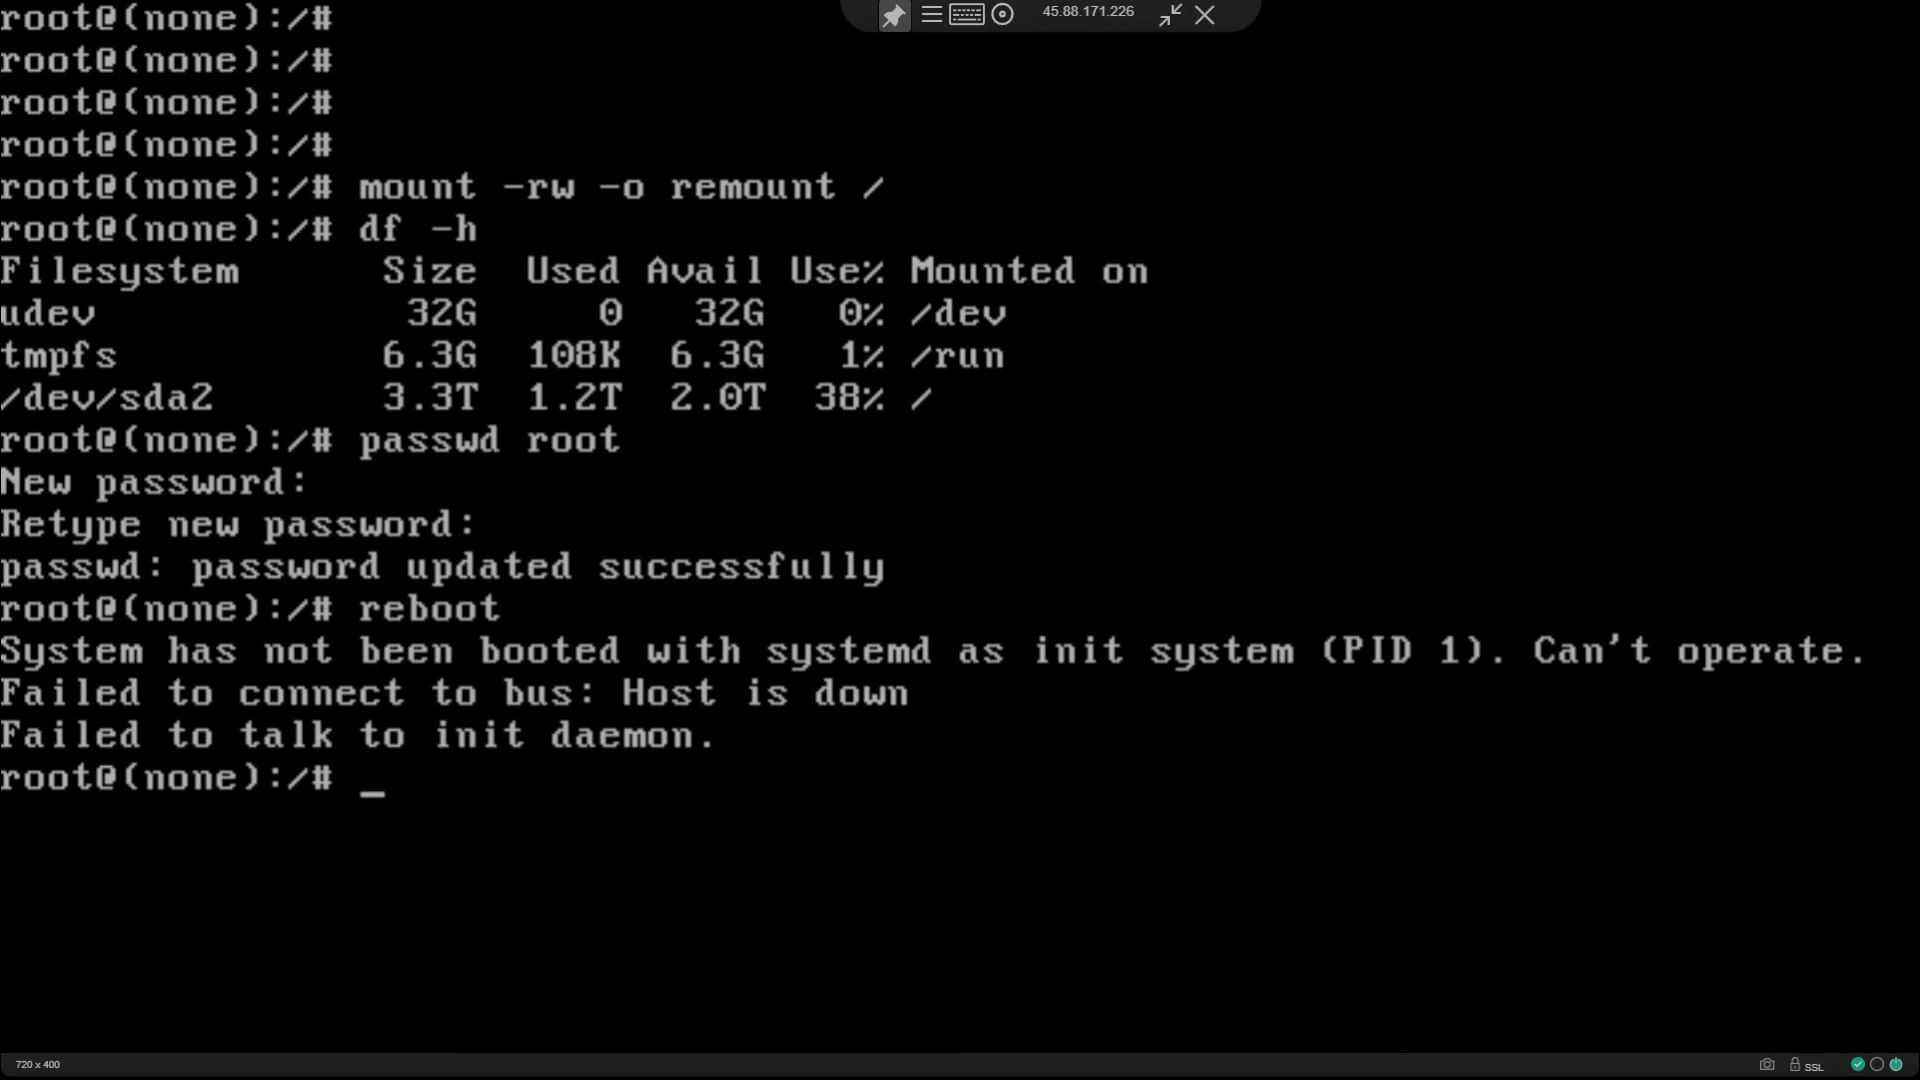 root@(none):/#
45.88.171.226
root@(none):/#
root@(none):/#
root@(none):/#
root@(none):/# mount -rw -o remount /
root@(none):/# df -h
Filesystem      Size  Used Avail Use% Mounted on
udev             32G     0   32G   0% /dev
tmpfs           6.3G  108K  6.3G   1% /run
/dev/sda2       3.3T  1.2T  2.0T  38% /
root@(none):/# passwd root
New password:
Retype new password:
passwd: password updated successfully
root@(none):/# reboot
System has not been booted with systemd as init system (PID 1). Can't operate.
Failed to connect to bus: Host is down
Failed to talk to init daemon.
root@(none):/# _
720 x 400
SSL